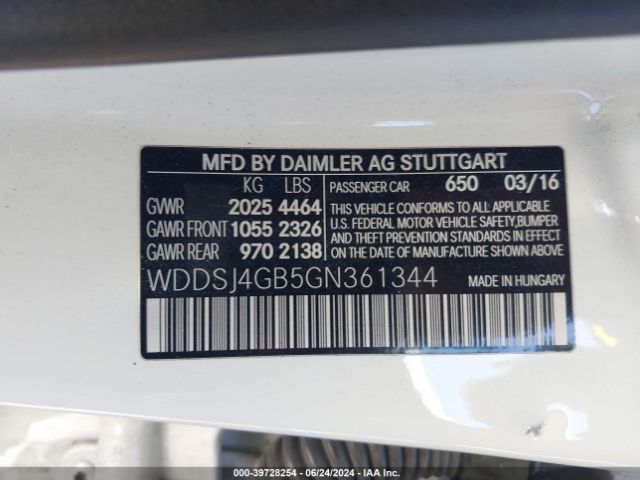 MFD BY DAIMLER AG STUTTGART
KG LBS PASSENGER CAR 650 03/16
GVWR 2025 4464 THIS VEHICLE CONFORMS TO ALL APPLICABLE
GAWR FRONT 1055 2326 U.S. FEDERAL MOTOR VEHICLE SAFETY, BUMPER
GAWR REAR 970 2138 AND THEFT PREVENTION STANDARDS IN EFFECT
ON THE DATE OF MANUFACTURE SHOWN ABOVE.
WDDSJ4GB5GN361344 MADE IN HUNGARY
000-39728254 - 06/24/2024 - IAA Inc.